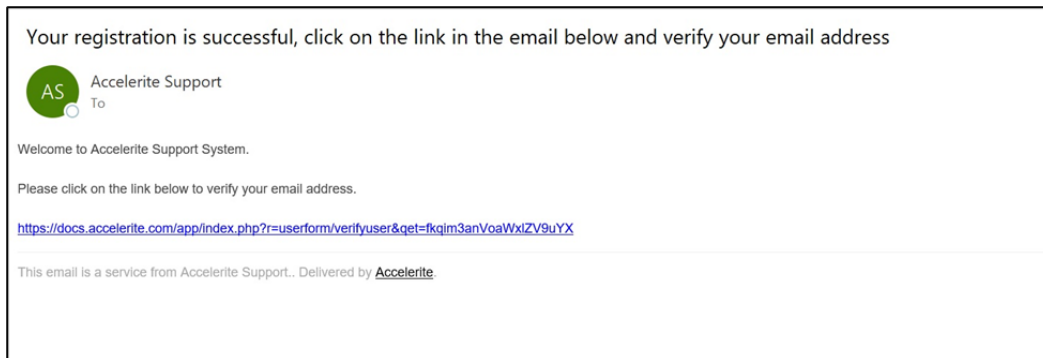 Your registration is successful, click on the link in the email below and verify your email address
AS
Accelerite Support
To
Welcome to Accelerite Support System.
Please click on the link below to verify your email address.
https://docs.accelerite.com/app/index.php?r=userform/verifyuser&qet=fkqim3anVoaWxlZV9uYX
This email is a service from Accelerite Support.. Delivered by Accelerite.